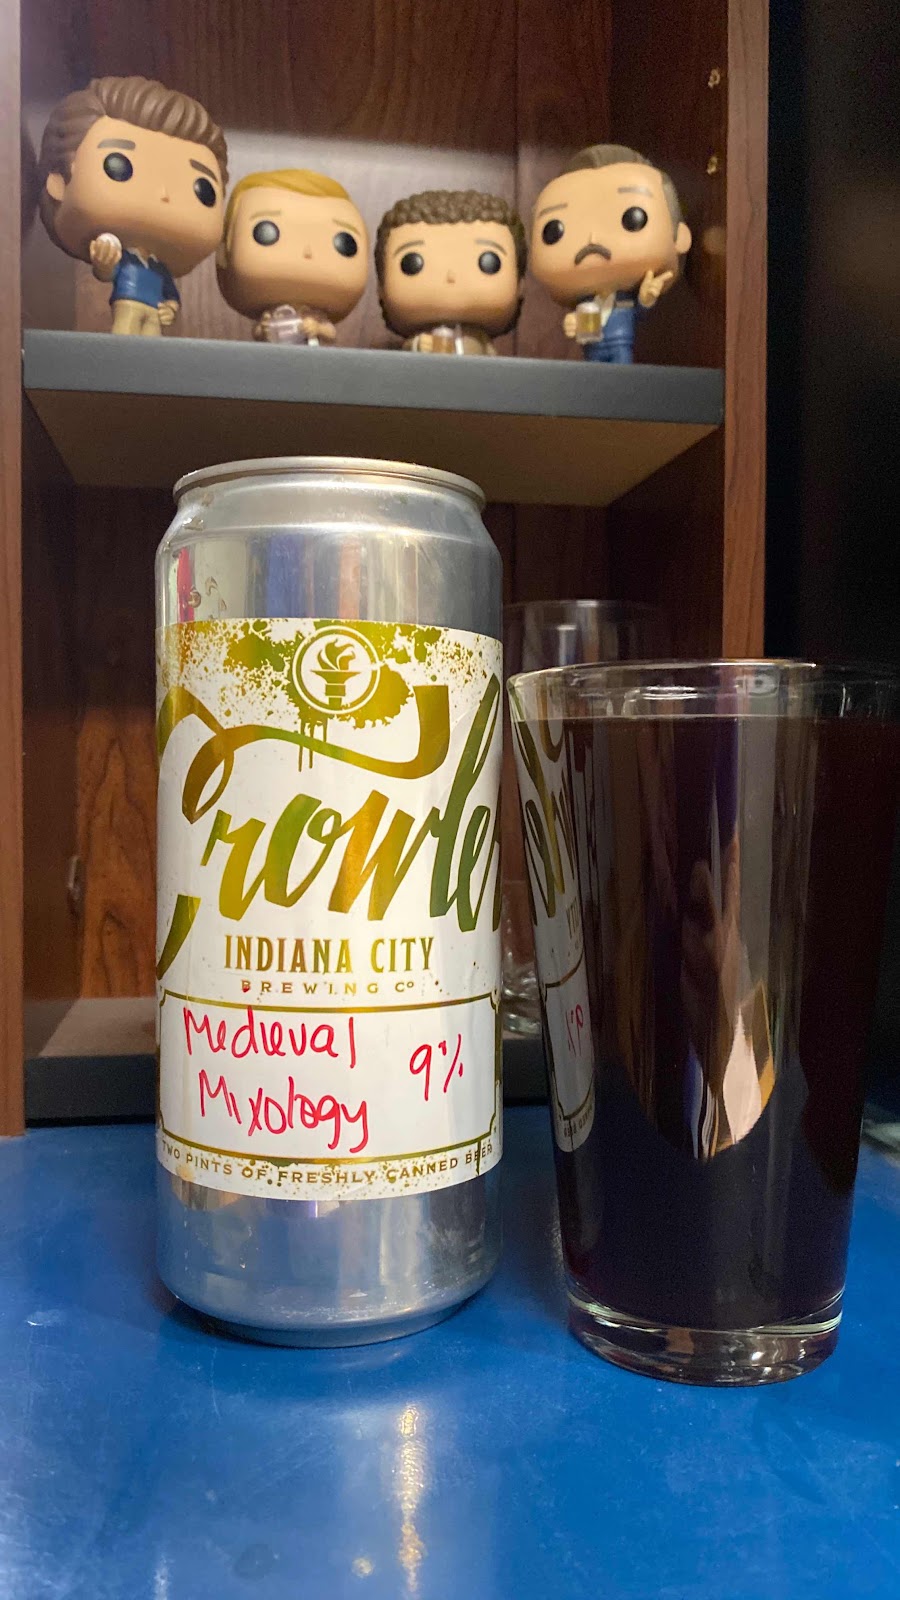 Crowler
INDIANA CITY
BREWING CO
Medieval
Mixology
9%
TWO PINTS OF FRESHLY CANNED BEER